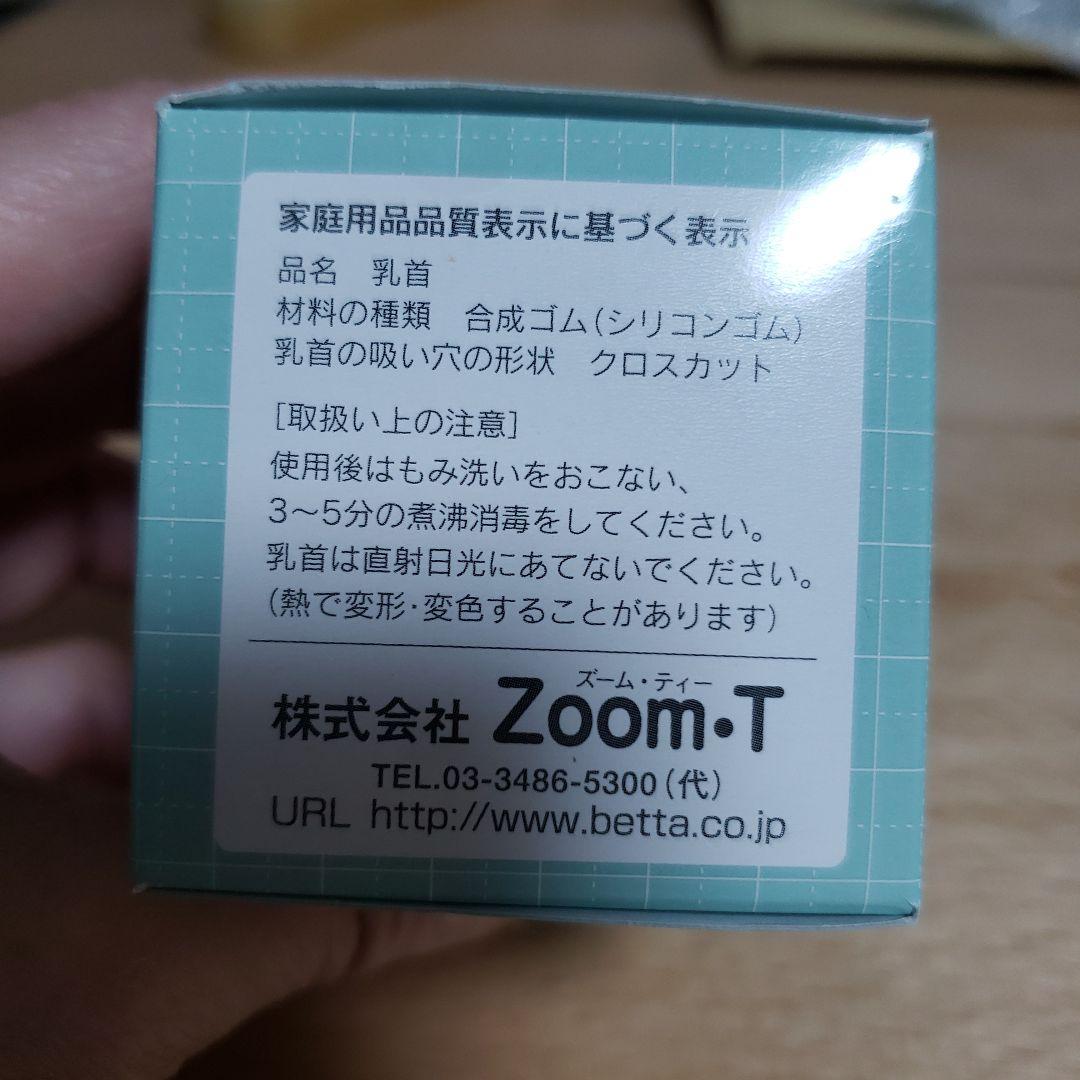 家庭用品品質表示に基づく表示
品名　乳首
材料の種類　合成ゴム（シリコンゴム）
乳首の吸い穴の形状　クロスカット
［取扱い上の注意］
使用後はもみ洗いをおこない、
3～5分の煮沸消毒をしてください。
乳首は直射日光にあてないでください。
（熱で変形・変色することがあります）
ズーム・ティー
株式会社 Zoom・T
TEL.03-3486-5300（代）
URL http://www.betta.co.jp